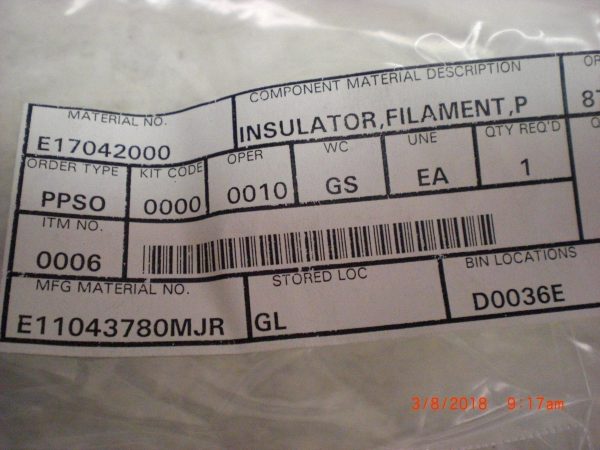 MATERIAL NO. COMPONENT MATERIAL DESCRIPTION OR
E17042000 INSULATOR,FILAMENT,P 87
ORDER TYPE KIT CODE OPER WC UNE QTY REQ'D
PPSO 0000 0010 GS EA 1
ITM NO.
0006
MFG MATERIAL NO. STORED LOC BIN LOCATIONS
E11043780MJR GL D0036E
3/8/2018 9:17am